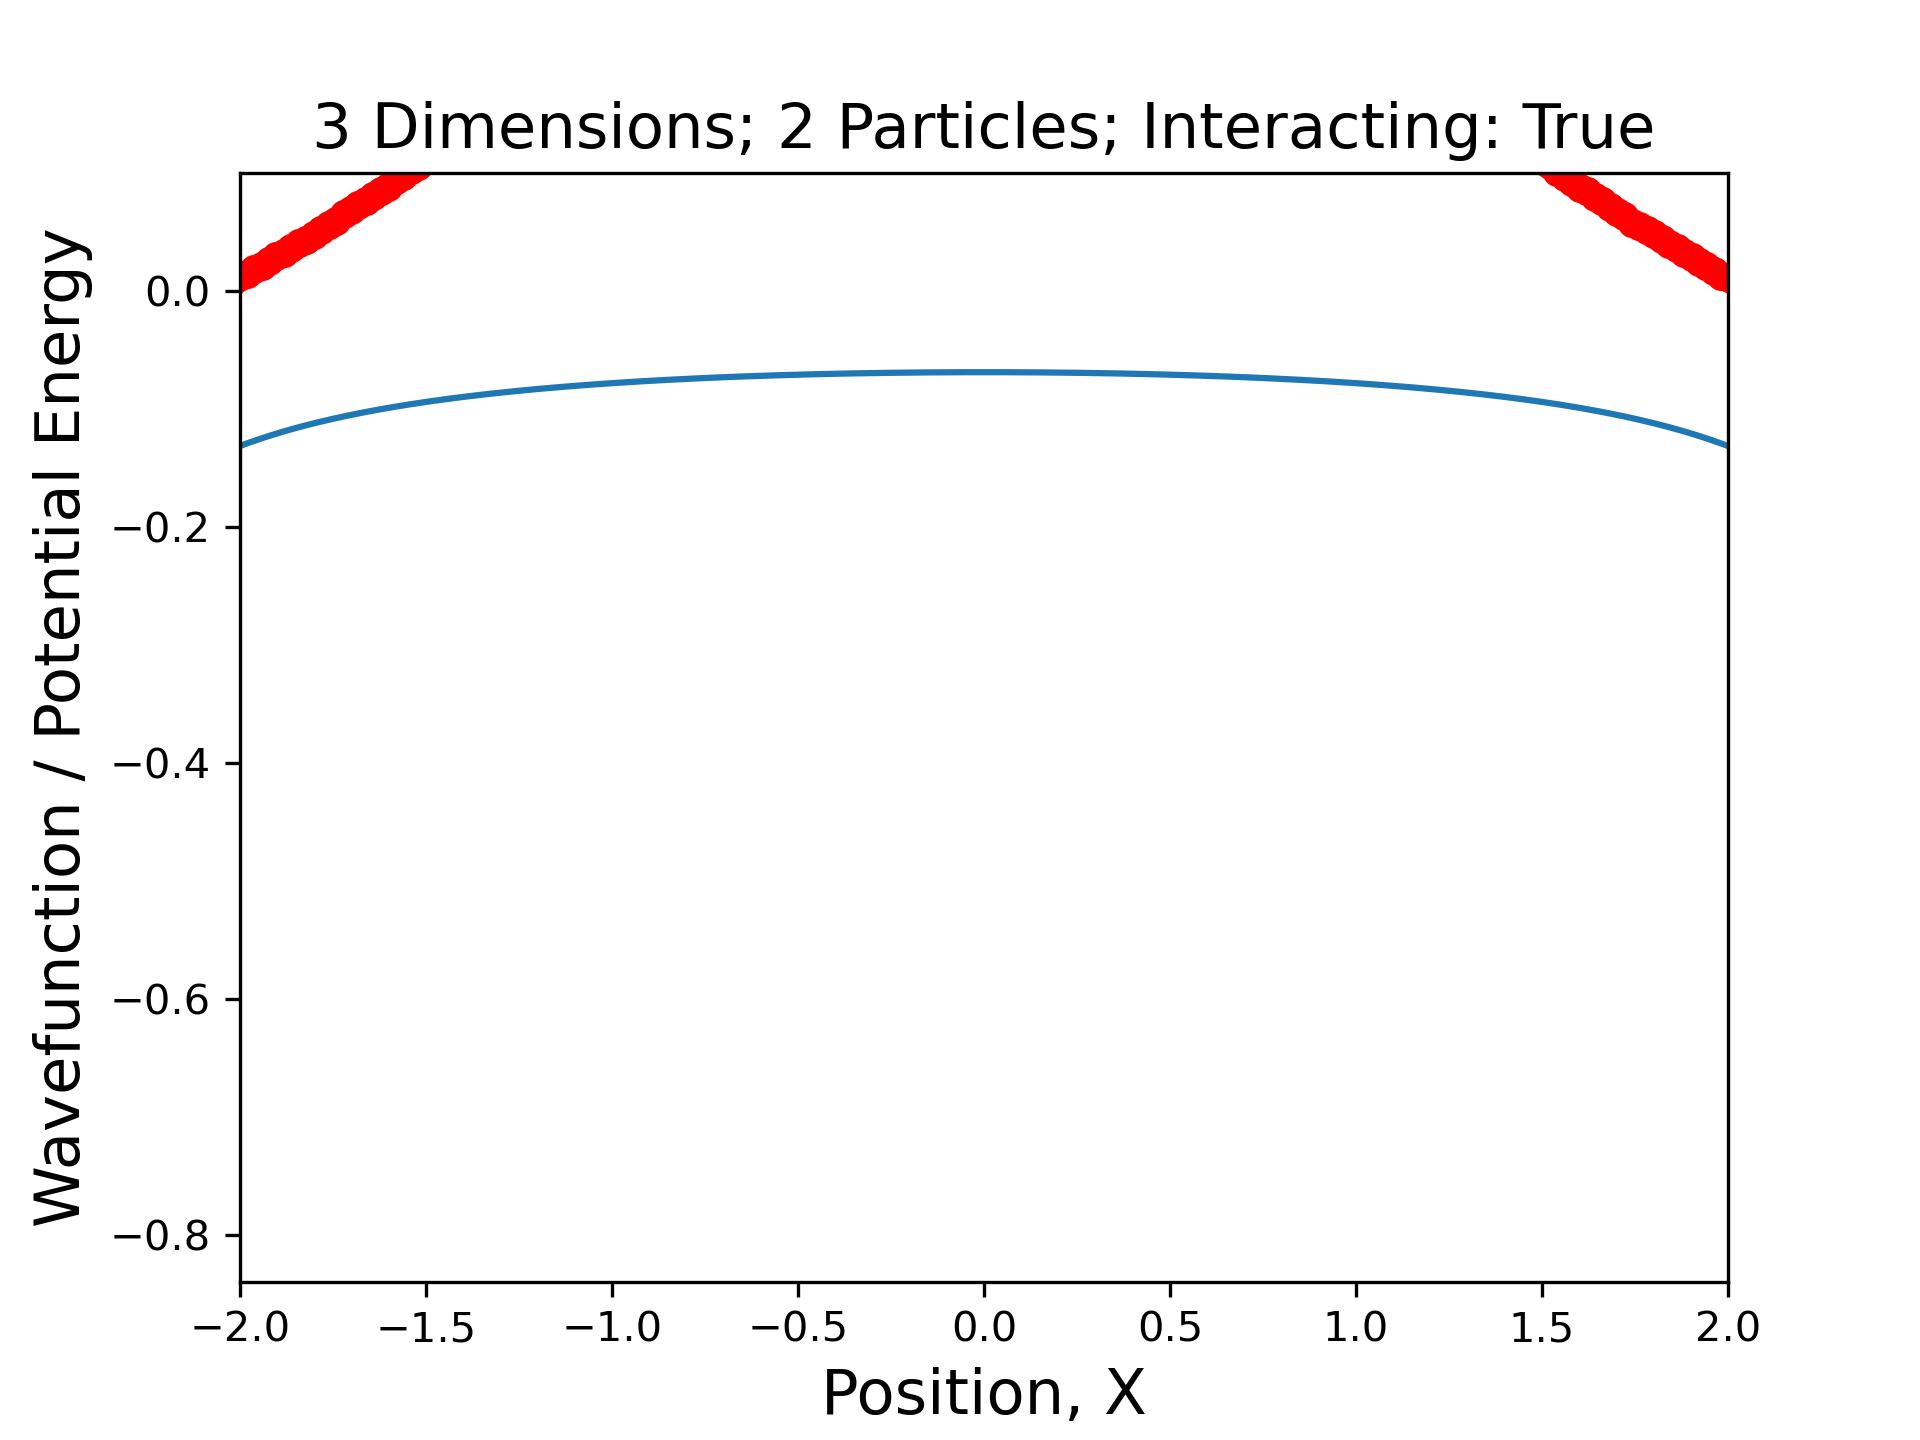 3 Dimensions; 2 Particles; Interacting: True
Wavefunction / Potential Energy
0.0
−0.2
−0.4
−0.6
−0.8
−2.0 −1.5 −1.0 −0.5 0.0 0.5 1.0 1.5 2.0
Position, X